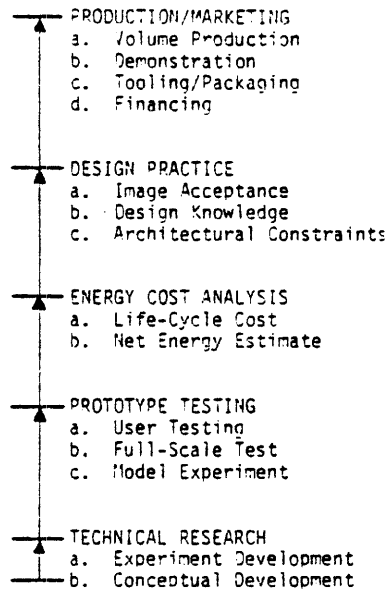 PRODUCTION/MARKETING
a. Volume Production
b. Demonstration
c. Tooling/Packaging
d. Financing
DESIGN PRACTICE
a. Image Acceptance
b. Design Knowledge
c. Architectural Constraints
ENERGY COST ANALYSIS
a. Life-Cycle Cost
b. Net Energy Estimate
PROTOTYPE TESTING
a. User Testing
b. Full-Scale Test
c. Model Experiment
TECHNICAL RESEARCH
a. Experiment Development
b. Conceptual Development